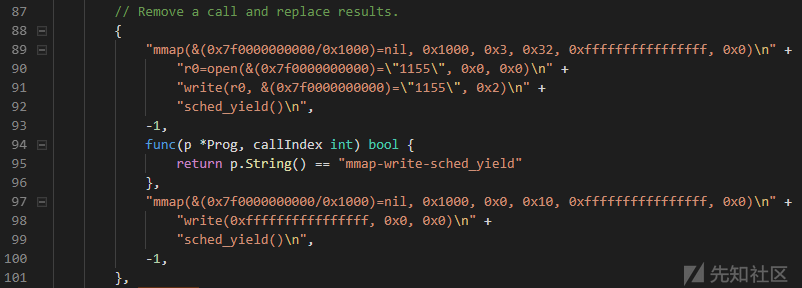 87 // Remove a call and replace results.
88 {
89 "mmap(&(0x7f0000000000/0x1000)=nil, 0x1000, 0x3, 0x32, 0xffffffffffffffff, 0x0)\n" +
90 "r0=open(&(0x7f0000000000)=\"1155\", 0x0, 0x0)\n" +
91 "write(r0, &(0x7f0000000000)=\"1155\", 0x2)\n" +
92 "sched_yield()\n",
93 -1,
94 func(p *Prog, callIndex int) bool {
95 return p.String() == "mmap-write-sched_yield"
96 },
97 "mmap(&(0x7f0000000000/0x1000)=nil, 0x1000, 0x0, 0x10, 0xffffffffffffffff, 0x0)\n" +
98 "write(0xffffffffffffffff, 0x0, 0x0)\n" +
99 "sched_yield()\n",
100 -1,
101 },
先知社区